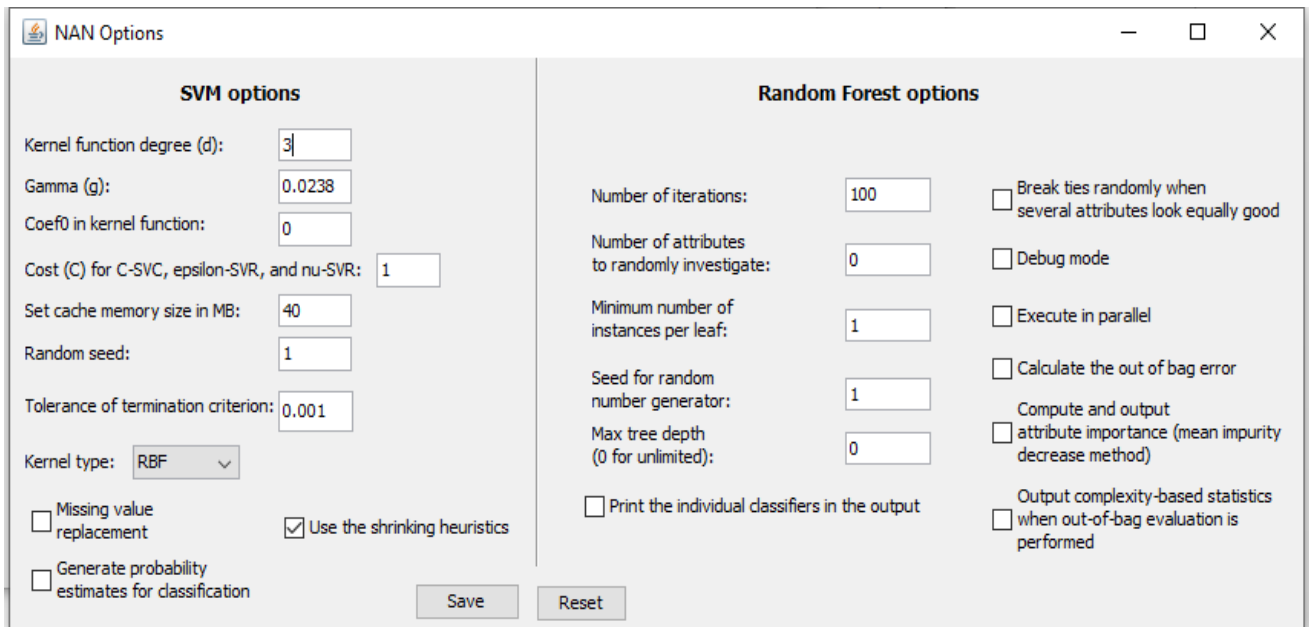 NAN Options
SVM options
Kernel function degree (d): 3
Gamma (g): 0.0238
Coef0 in kernel function: 0
Cost (C) for C-SVC, epsilon-SVR, and nu-SVR: 1
Set cache memory size in MB: 40
Random seed: 1
Tolerance of termination criterion: 0.001
Kernel type: RBF
Missing value
replacement
Use the shrinking heuristics
Generate probability
estimates for classification
Random Forest options
Number of iterations: 100
Number of attributes
to randomly investigate: 0
Minimum number of
instances per leaf: 1
Seed for random
number generator: 1
Max tree depth
(0 for unlimited): 0
Print the individual classifiers in the output
Break ties randomly when
several attributes look equally good
Debug mode
Execute in parallel
Calculate the out of bag error
Compute and output
attribute importance (mean impurity
decrease method)
Output complexity-based statistics
when out-of-bag evaluation is
performed
Save
Reset